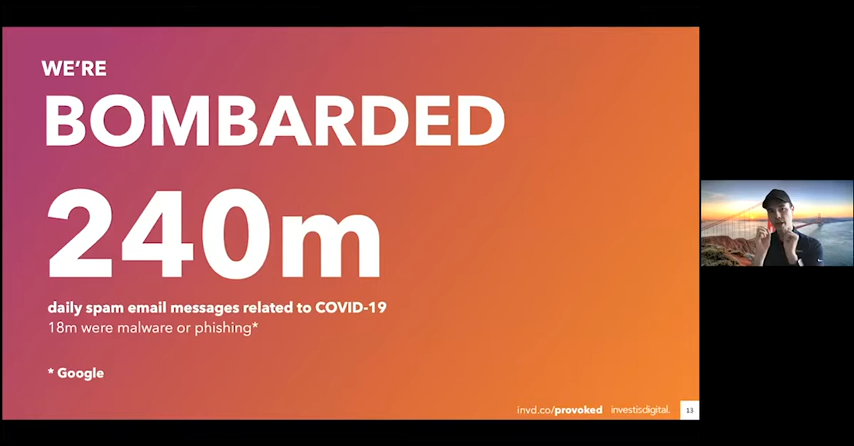 WE'RE
BOMBARDED
240m
daily spam email messages related to COVID-19
18m were malware or phishing*
* Google
invd.co/provoked investisdigital. 13